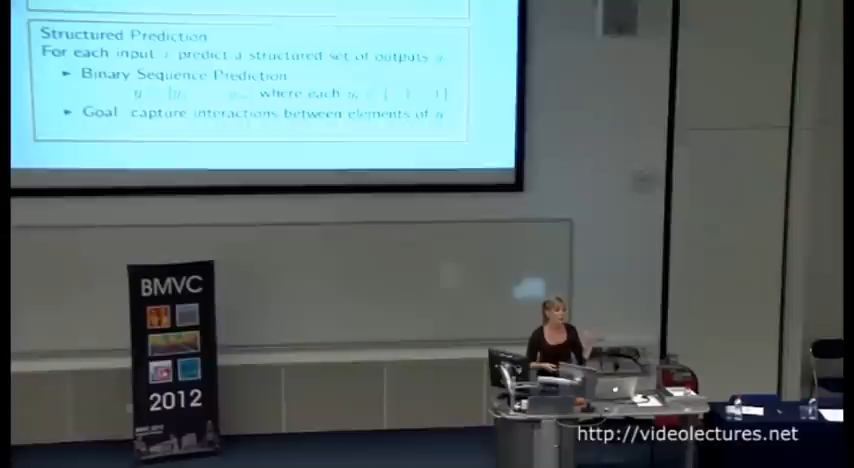 Structured Prediction
For each input predict a structured set of outputs
► Binary Sequence Prediction
where each
► Goal capture interactions between elements of
BMVC
2012
http://videolectures.net